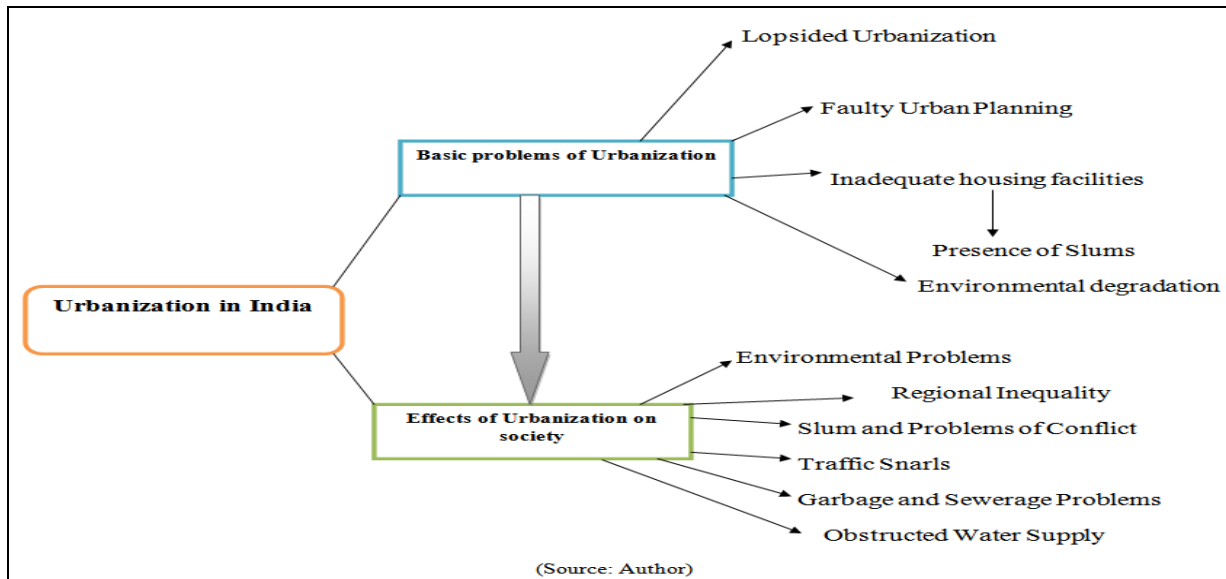 Lopsided Urbanization
Faulty Urban Planning
Basic problems of Urbanization
Inadequate housing facilities
Presence of Slums
Environmental degradation
Urbanization in India
Environmental Problems
Regional Inequality
Effects of Urbanization on
society
Slum and Problems of Conflict
Traffic Snarls
Garbage and Sewerage Problems
Obstructed Water Supply
(Source: Author)